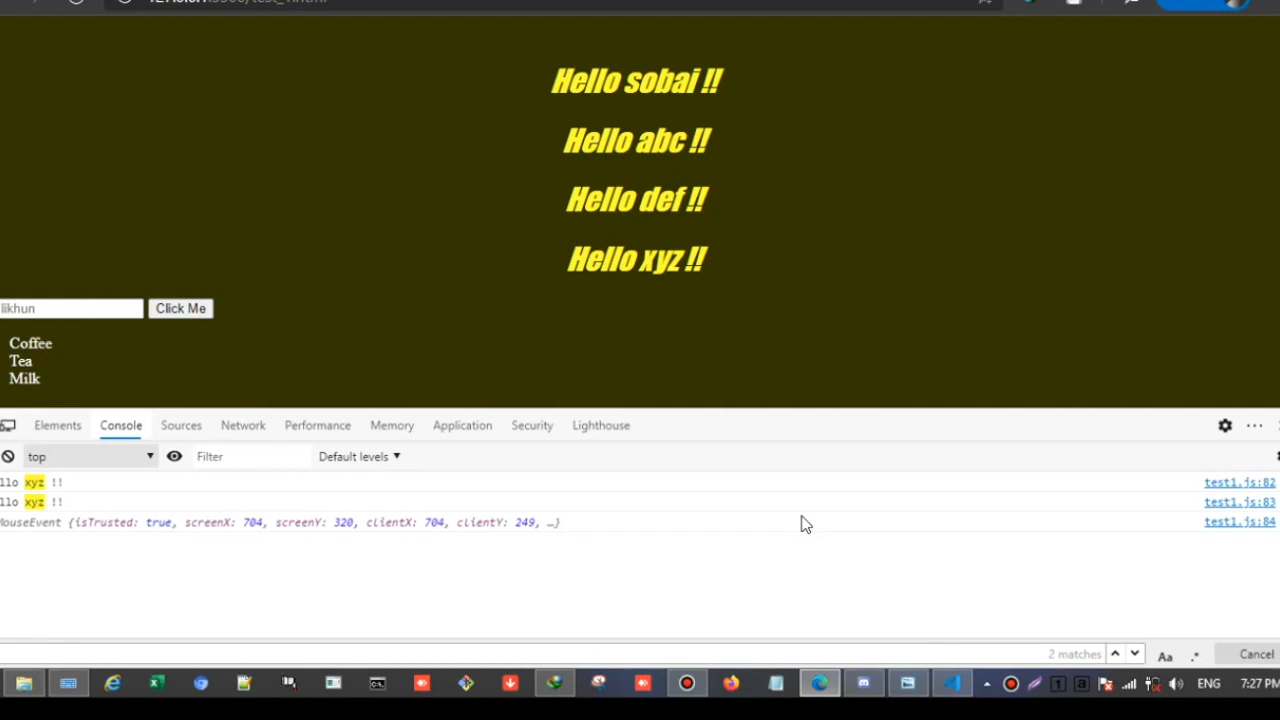 Hello sobai !!
Hello abc !!
Hello def !!
Hello xyz !!
likhun Click Me
Coffee
Tea
Milk
Elements Console Sources Network Performance Memory Application Security Lighthouse
top Filter Default levels
llo xyz !! test1.js:82
llo xyz !! test1.js:83
MouseEvent {isTrusted: true, screenX: 704, screenY: 320, clientX: 704, clientY: 249, …} test1.js:84
2 matches Aa .* Cancel
ENG 7:27 PM